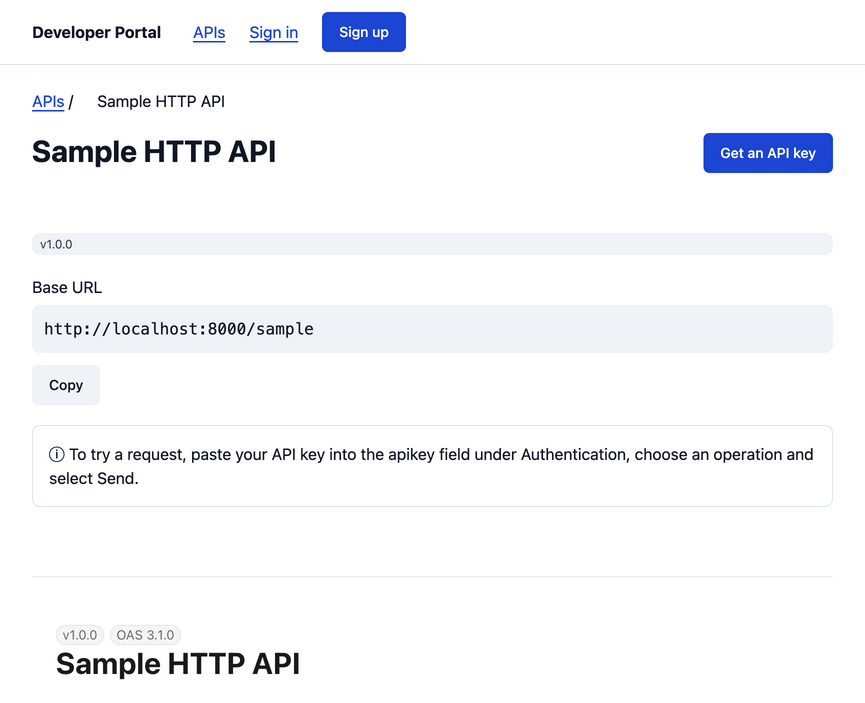 Developer Portal APIs Sign in Sign up
APIs / Sample HTTP API
Sample HTTP API Get an API key
v1.0.0
Base URL
http://localhost:8000/sample
Copy
ⓘ To try a request, paste your API key into the apikey field under Authentication, choose an operation and
select Send.
v1.0.0 OAS 3.1.0
Sample HTTP API